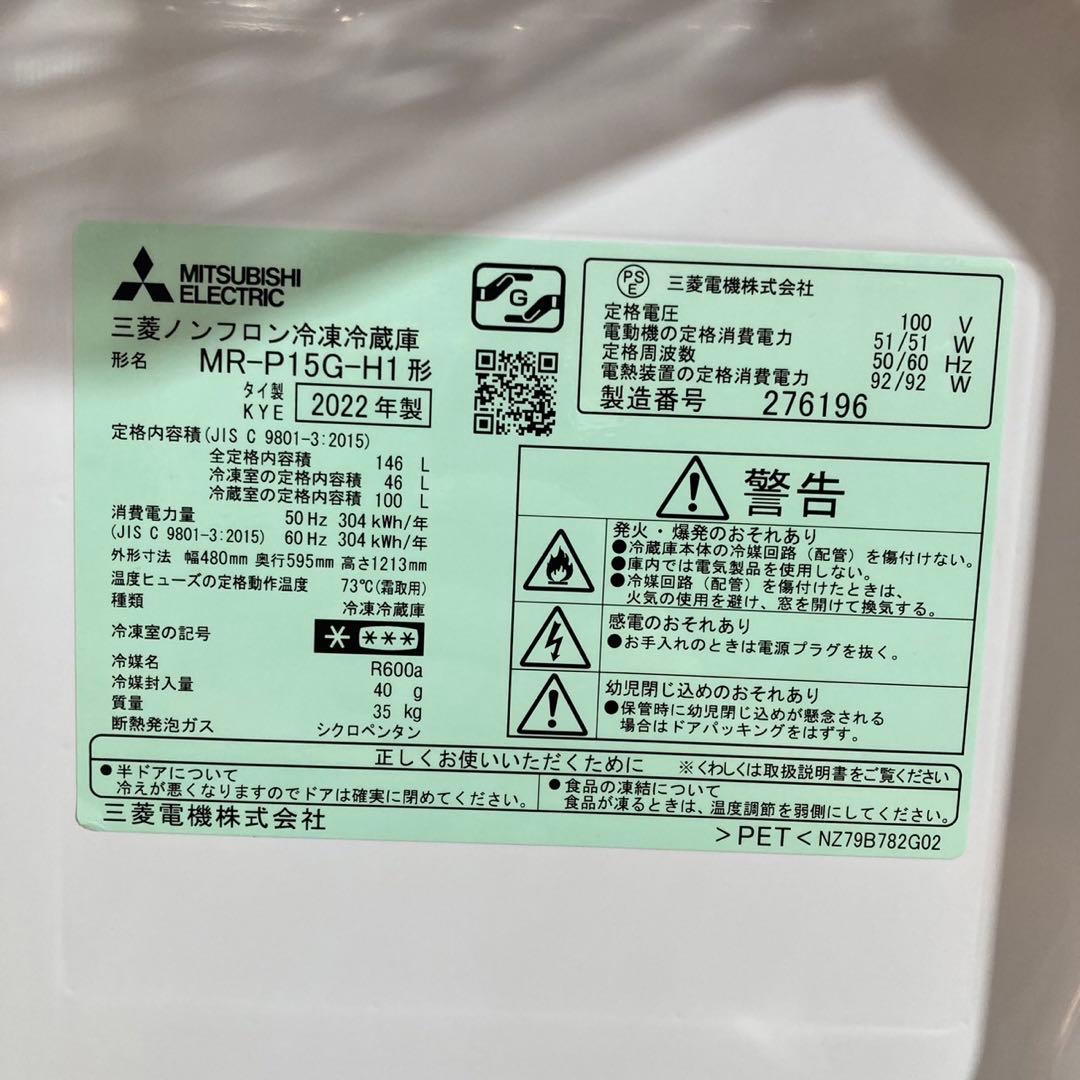 MITSUBISHI
ELECTRIC
三菱ノンフロン冷凍冷蔵庫
形名 MR-P15G-H1形
タイ製
KYE 2022年製
定格内容積(JIS C 9801-3:2015)
全定格内容積 146 L
冷凍室の定格内容積 46 L
冷蔵室の定格内容積 100 L
消費電力量 50Hz 304kWh/年
(JIS C 9801-3:2015) 60Hz 304kWh/年
外形寸法 幅480mm 奥行595mm 高さ1213mm
温度ヒューズの定格動作温度 73℃(霜取用)
種類 冷凍冷蔵庫
冷凍室の記号 * ***
冷媒名 R600a
冷媒封入量 40 g
質量 35 kg
断熱発泡ガス シクロペンタン
G
PS
E
三菱電機株式会社
定格電圧 100 V
電動機の定格消費電力 51/51 W
定格周波数 50/60 Hz
電熱装置の定格消費電力 92/92 W
製造番号 276196
警告
発火・爆発のおそれあり
●冷蔵庫本体の冷媒回路(配管)を傷付けない。
●庫内では電気製品を使用しない。
●冷媒回路(配管)を傷付けたときは、
火気の使用を避け、窓を開けて換気する。
感電のおそれあり
●お手入れのときは電源プラグを抜く。
幼児閉じ込めのおそれあり
●保管時に幼児閉じ込めが懸念される
場合はドアパッキングをはずす。
正しくお使いいただくために ※くわしくは取扱説明書をご覧ください
●半ドアについて
冷えが悪くなりますのでドアは確実に閉めてください。
●食品の凍結について
食品が凍るときは、温度調節を弱側にしてください。
三菱電機株式会社
>PET< NZ79B782G02